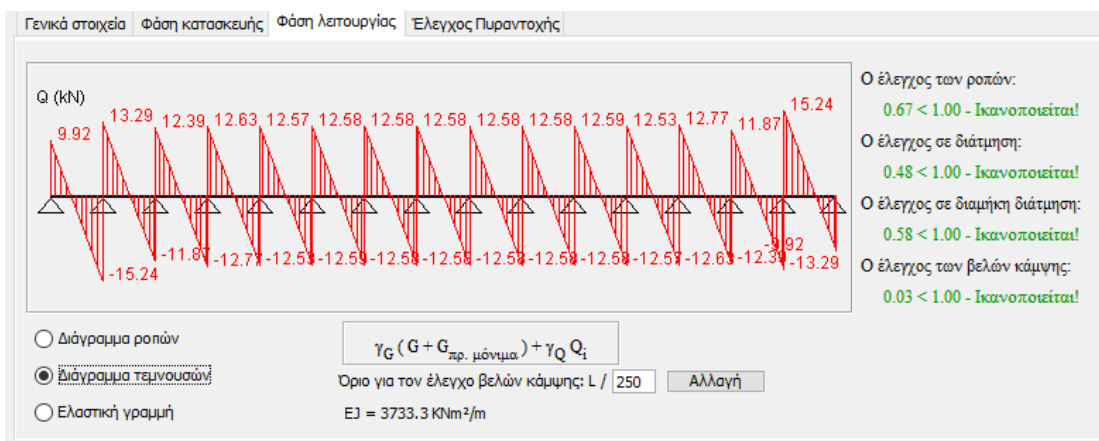 Γενικά στοιχεία Φάση κατασκευής Φάση λειτουργίας Έλεγχος Πυραντοχής
Q (kN)
9.92 13.29 12.39 12.63 12.57 12.58 12.58 12.58 12.58 12.58 12.59 12.53 12.77 11.87 15.24
-15.24 -11.87 -12.77 -12.53 -12.59 -12.58 -12.58 -12.58 -12.58 -12.58 -12.57 -12.63 -12.39 -13.29 -9.92
Ο έλεγχος των ροπών:
0.67 < 1.00 - Ικανοποιείται!
Ο έλεγχος σε διάτμηση:
0.48 < 1.00 - Ικανοποιείται!
Ο έλεγχος σε διαμήκη διάτμηση:
0.58 < 1.00 - Ικανοποιείται!
Ο έλεγχος των βελών κάμψης:
0.03 < 1.00 - Ικανοποιείται!
Διάγραμμα ροπών
Διάγραμμα τεμνουσών
Ελαστική γραμμή
γG ( G + Gπρ. μόνιμα ) + γQ Qi
Όριο για τον έλεγχο βελών κάμψης: L / 250 Αλλαγή
EJ = 3733.3 KNm²/m